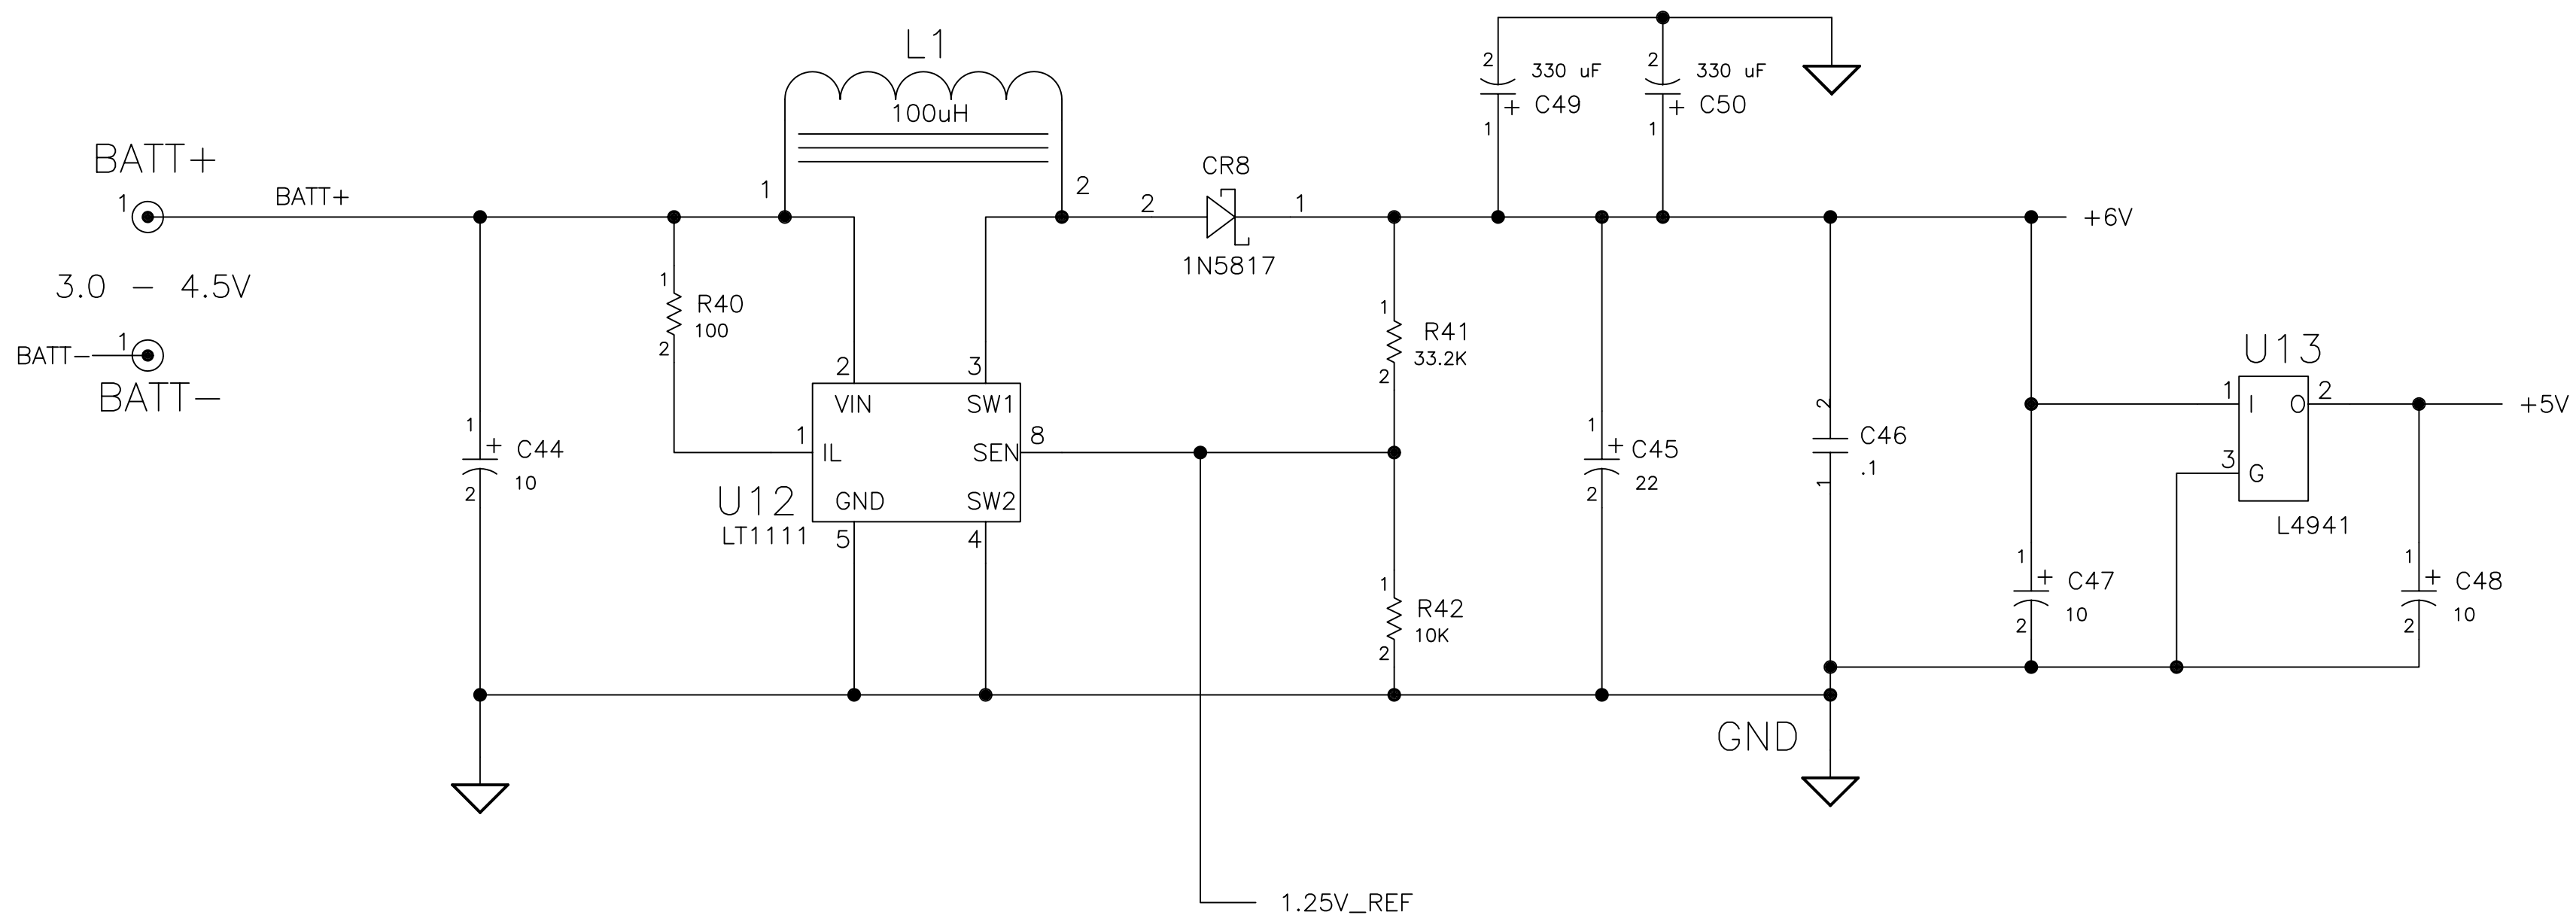 L1
100uH
1
2
BATT+
1
BATT+
3.0 - 4.5V
BATT-
1
BATT-
1
R40
100
2
1
+
C44
10
2
2
VIN
3
SW1
1
IL
8
SEN
U12
LT1111
GND
5
SW2
4
2
CR8
1
1N5817
2
330 uF
+
C49
1
2
330 uF
+
C50
1
1
R41
33.2K
2
1
R42
10K
2
1
+
C45
22
2
2
C46
.1
1
+6V
GND
1.25V_REF
1
+
C47
10
2
U13
1
I
O
2
3
G
L4941
+5V
1
+
C48
10
2